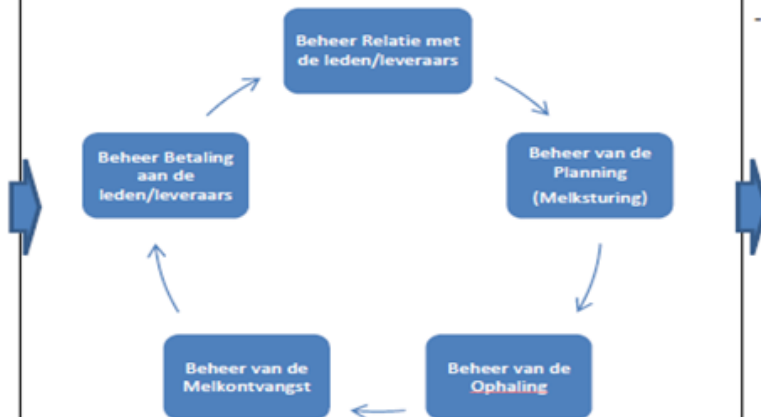 Beheer Relatie met
de leden/leveraars
Beheer van de
Planning
(Melksturing)
Beheer van de
Ophaling
Beheer van de
Melkontvangst
Beheer Betaling
aan de
leden/leveraars